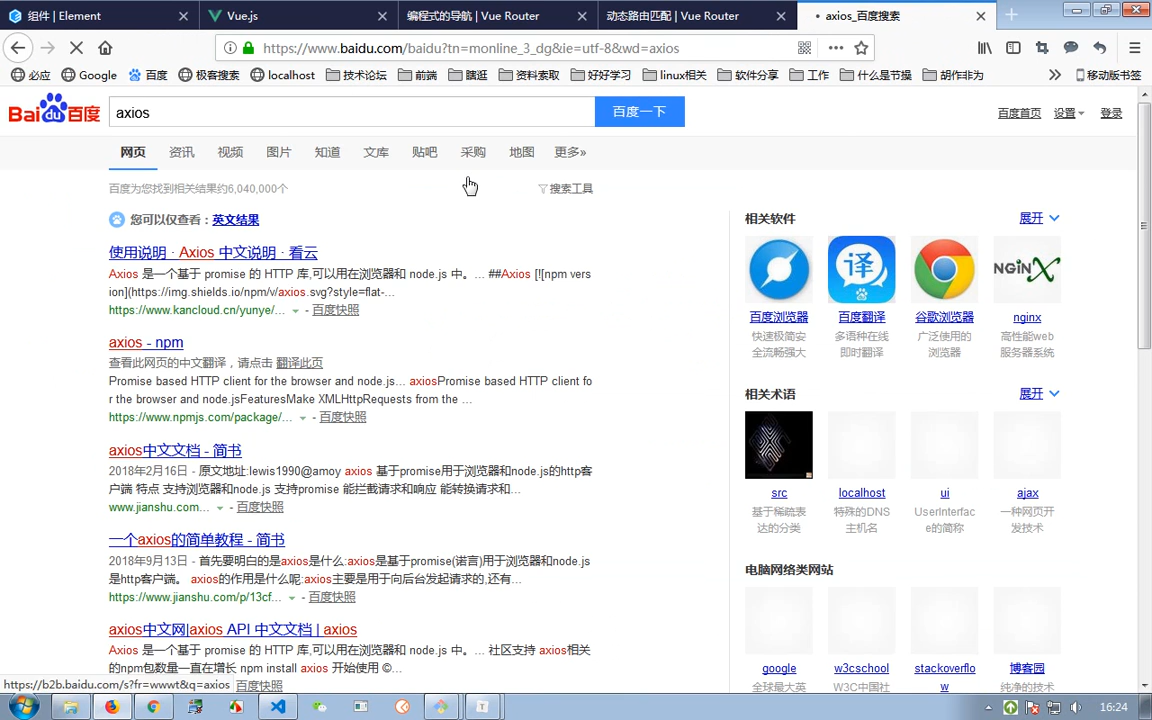 组件 | Element
Vue.js
编程式的导航 | Vue Router
动态路由匹配 | Vue Router
axios_百度搜索
https://www.baidu.com/baidu?tn=monline_3_dg&ie=utf-8&wd=axios
必应
Google
百度
极客搜索
localhost
技术论坛
前端
瞎逛
资料索取
好好学习
linux相关
软件分享
工作
什么是节操
胡作非为
移动版书签
Bai du 百度
axios
百度一下
百度首页
设置
登录
网页
资讯
视频
图片
知道
文库
贴吧
采购
地图
更多»
百度为您找到相关结果约6,040,000个
搜索工具
您可以仅查看：英文结果
使用说明 · Axios 中文说明 · 看云
Axios 是一个基于 promise 的 HTTP 库,可以用在浏览器和 node.js 中。... ##Axios [![npm vers
ion](https://img.shields.io/npm/v/axios.svg?style=flat-...
https://www.kancloud.cn/yunye/... - 百度快照
axios - npm
查看此网页的中文翻译，请点击 翻译此页
Promise based HTTP client for the browser and node.js... axiosPromise based HTTP client fo
r the browser and node.jsFeaturesMake XMLHttpRequests from the ...
https://www.npmjs.com/package/... - 百度快照
axios中文文档 - 简书
2018年2月16日 - 原文地址:lewis1990@amoy axios 基于promise用于浏览器和node.js的http客
户端 特点 支持浏览器和node.js 支持promise 能拦截请求和响应 能转换请求和...
www.jianshu.com... - 百度快照
一个axios的简单教程 - 简书
2018年9月13日 - 首先要明白的是axios是什么:axios是基于promise(诺言)用于浏览器和node.js
是http客户端。 axios的作用是什么呢:axios主要是用于向后台发起请求的,还有...
https://www.jianshu.com/p/13cf... - 百度快照
axios中文网|axios API 中文文档 | axios
Axios 是一个基于 promise 的 HTTP 库,可以用在浏览器和 node.js 中。... 社区支持 axios相关
的npm包数量一直在增长 npm install axios 开始使用 ©...
https://b2b.baidu.com/s?fr=wwwt&q=axios
百度快照
相关软件
展开
译
NGINX
百度浏览器
百度翻译
谷歌浏览器
nginx
快速极简安
全流畅强大
多语种在线
即时翻译
广泛使用的
浏览器
高性能web
服务器系统
相关术语
展开
src
localhost
ui
ajax
基于稀疏表
达的分类
特殊的DNS
主机名
UserInterfac
e的简称
一种网页开
发技术
电脑网络类网站
google
w3cschool
stackoverflo
w
博客园
全球最大英
W3C中国社
纯净的技术
16:24